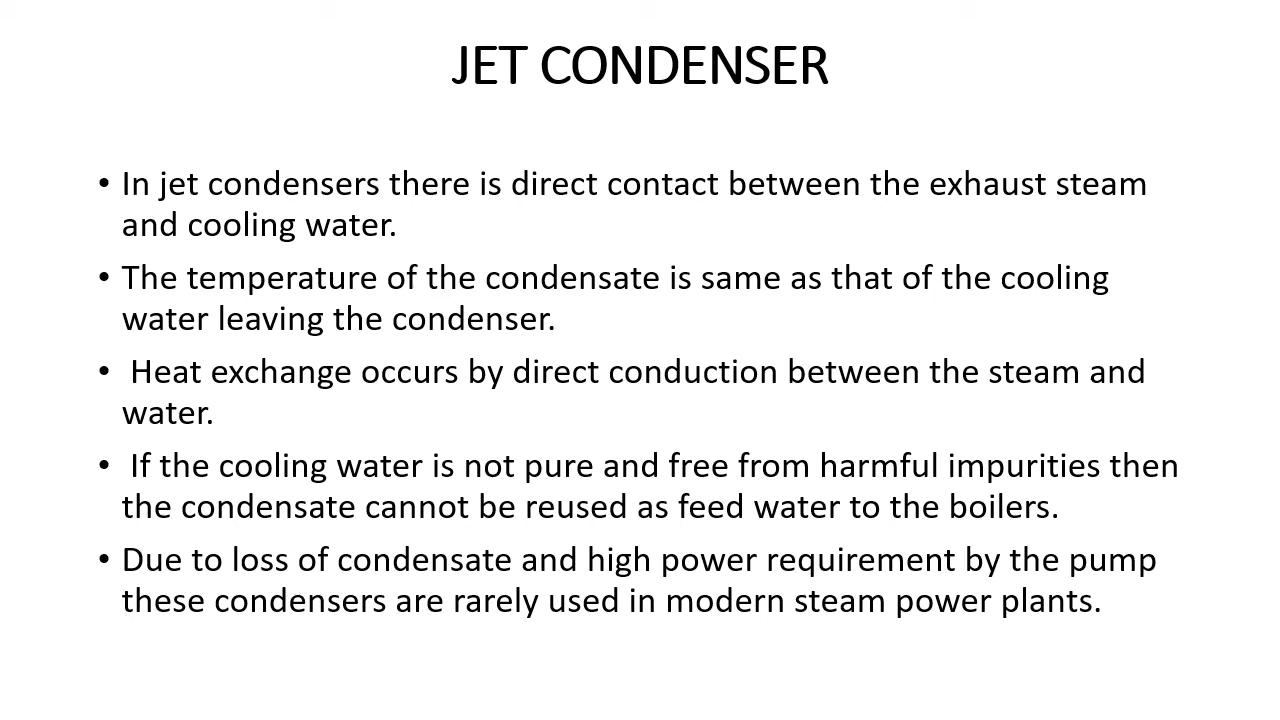 JET CONDENSER
• In jet condensers there is direct contact between the exhaust steam
and cooling water.
• The temperature of the condensate is same as that of the cooling
water leaving the condenser.
• Heat exchange occurs by direct conduction between the steam and
water.
• If the cooling water is not pure and free from harmful impurities then
the condensate cannot be reused as feed water to the boilers.
• Due to loss of condensate and high power requirement by the pump
these condensers are rarely used in modern steam power plants.